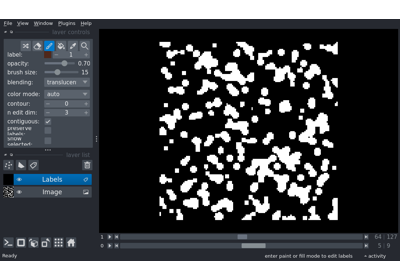 File View Window Plugins Help
layer controls
label: 1
opacity: 0.70
brush size: 15
blending: translucen
color mode: auto
contour: 0
n edit dim: 3
contiguous:
preserve labels:
show selected:
layer list
Labels
Image
1 64 127
0 5 9
Ready enter paint or fill mode to edit labels activity